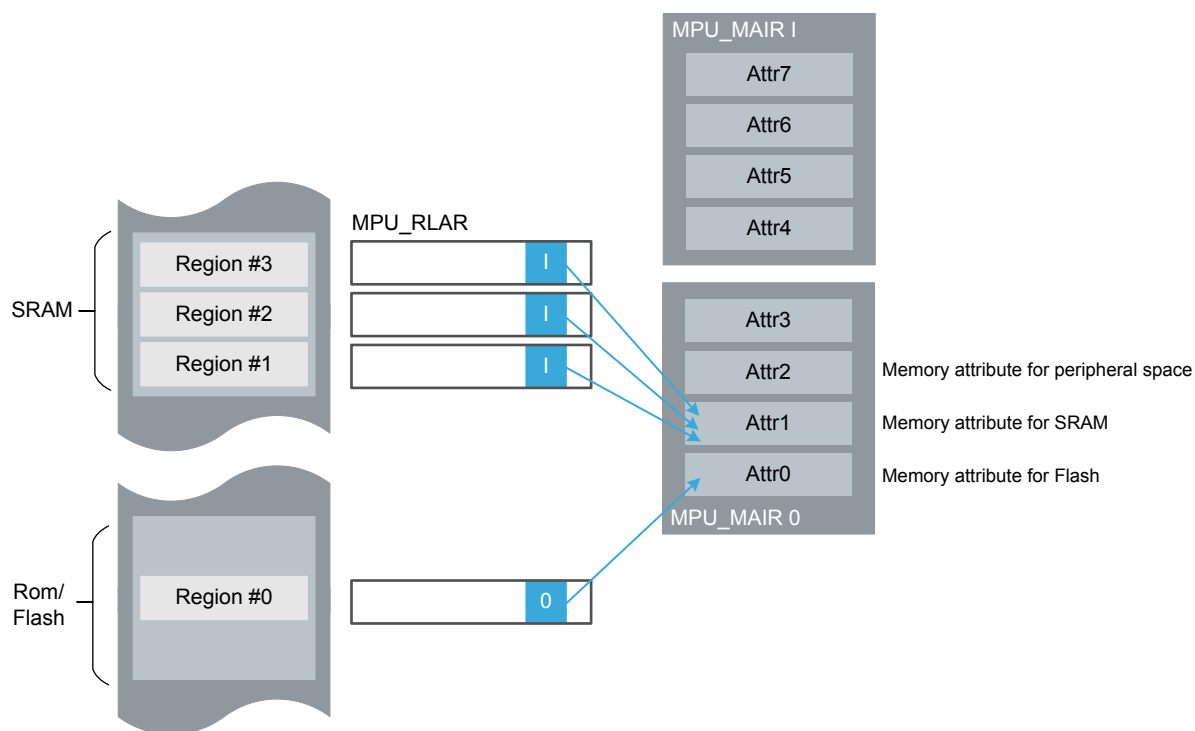 MPU_MAIR I
Attr7
Attr6
Attr5
Attr4
MPU_RLAR
Region #3
I
SRAM
Region #2
I
Region #1
I
Attr3
Attr2
Memory attribute for peripheral space
Attr1
Memory attribute for SRAM
Attr0
Memory attribute for Flash
MPU_MAIR 0
Rom/
Flash
Region #0
0